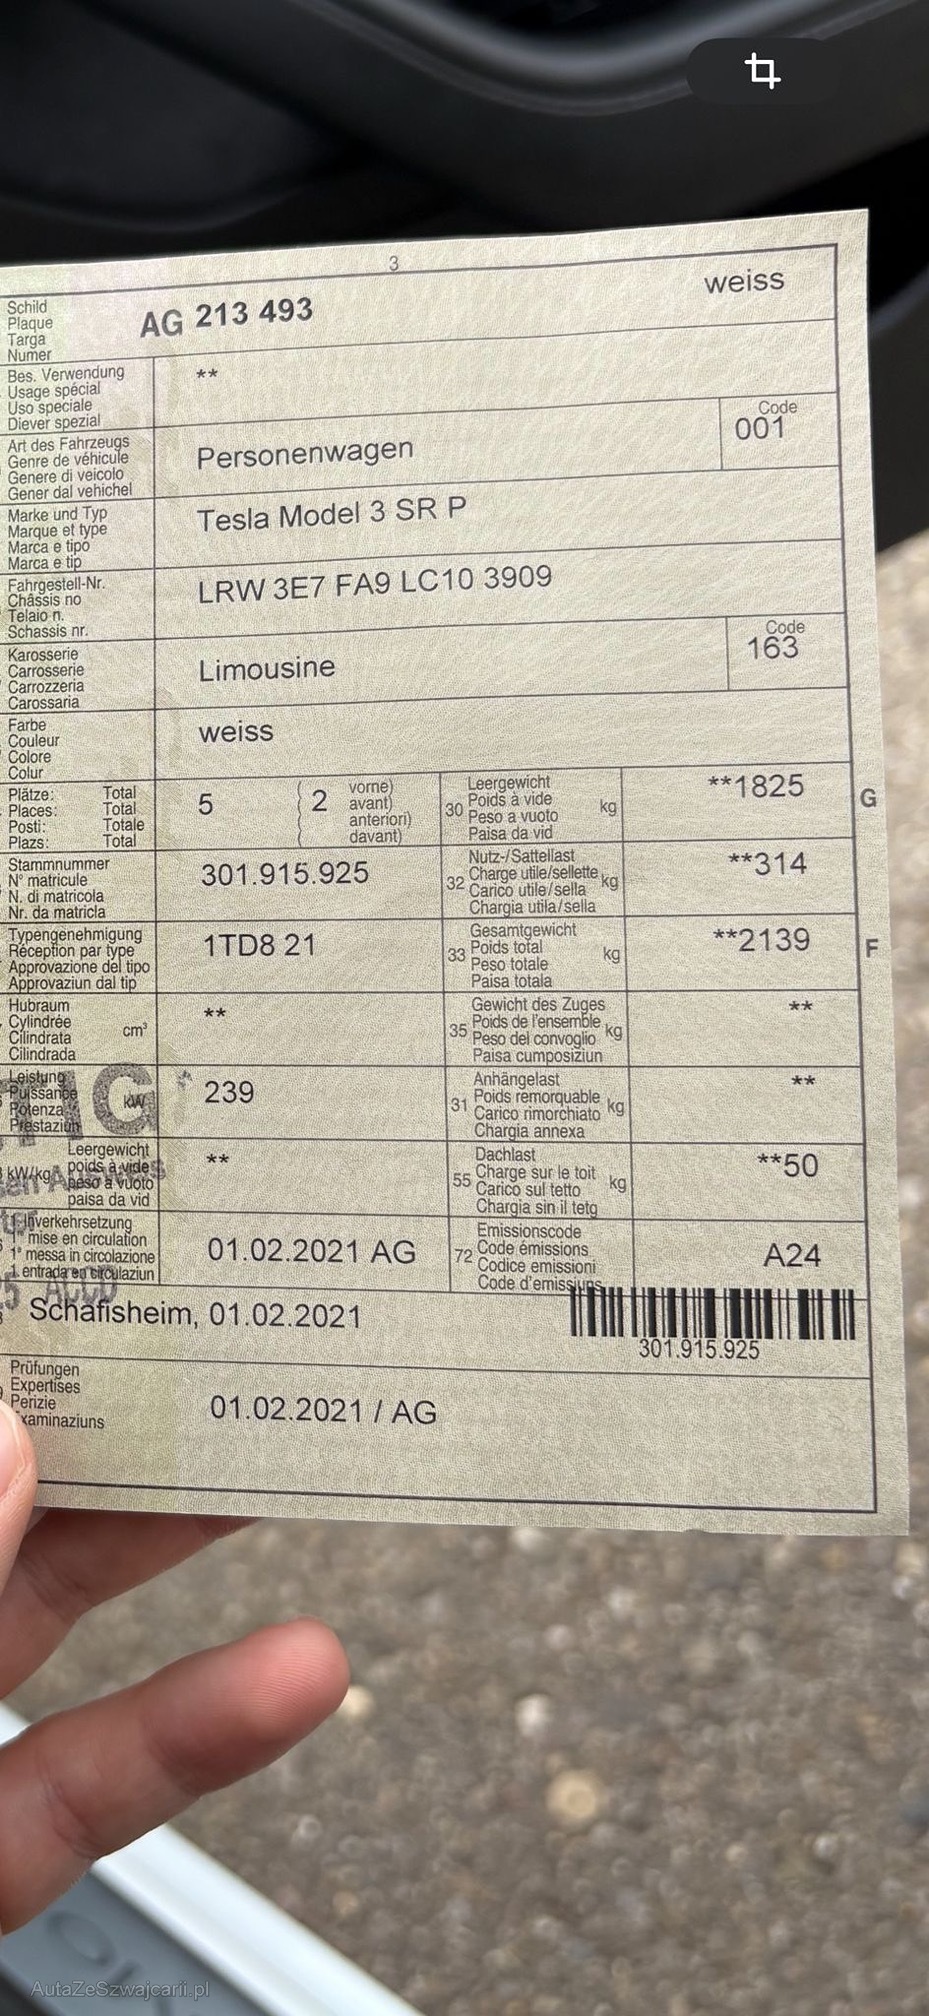 3
Schild
Plaque
Targa
Numer
AG 213 493
weiss
Bes. Verwendung
Usage spécial
Uso speciale
Diever spezial
**
Art des Fahrzeugs
Genre de véhicule
Genere di veicolo
Gener dal vehichel
Personenwagen
Code
001
Marke und Typ
Marque et type
Marca e tipo
Marca e tip
Tesla Model 3 SR P
Fahrgestell-Nr.
Châssis no
Telaio n.
Schassis nr.
LRW 3E7 FA9 LC10 3909
Karosserie
Carrosserie
Carrozzeria
Carossaria
Limousine
Code
163
Farbe
Couleur
Colore
Colur
weiss
Plätze: Total
Places: Total
Posti: Totale
Plazs: Total
5
( 2 vorne)
avant)
anteriori)
davant)
30
Leergewicht
Poids à vide
Peso a vuoto
Paisa da vid
kg
**1825
G
Stammnummer
N° matricule
N. di matricola
Nr. da matricla
301.915.925
32
Nutz-/Sattellast
Charge utile/sellette
Carico utile/sella
Chargia utila/sella
kg
**314
Typengenehmigung
Réception par type
Approvazione del tipo
Approvaziun dal tip
1TD8 21
33
Gesamtgewicht
Poids total
Peso totale
Paisa totala
kg
**2139
F
Hubraum
Cylindrée
Cilindrata
Cilindrada
cm³
**
35
Gewicht des Zuges
Poids de l'ensemble
Peso del convoglio
Paisa cumposiziun
kg
**
Leistung
Puissance
Potenza
Prestaziun
kW
239
31
Anhängelast
Poids remorquable
Carico rimorchiato
Chargia annexa
kg
**
kW/kg
Leergewicht
poids à vide
peso a vuoto
paisa da vid
**
55
Dachlast
Charge sur le toit
Carico sul tetto
Chargia sin il tetg
kg
**50
1. Inverkehrsetzung
1re mise en circulation
1a messa in circolazione
1. entrada en circulaziun
01.02.2021 AG
72
Emissionscode
Code émissions
Codice emissioni
Code d'emissiuns
A24
Schafisheim, 01.02.2021
301.915.925
Prüfungen
Expertises
Perizie
xaminaziuns
01.02.2021 / AG
AutaZeSzwajcarii.pl